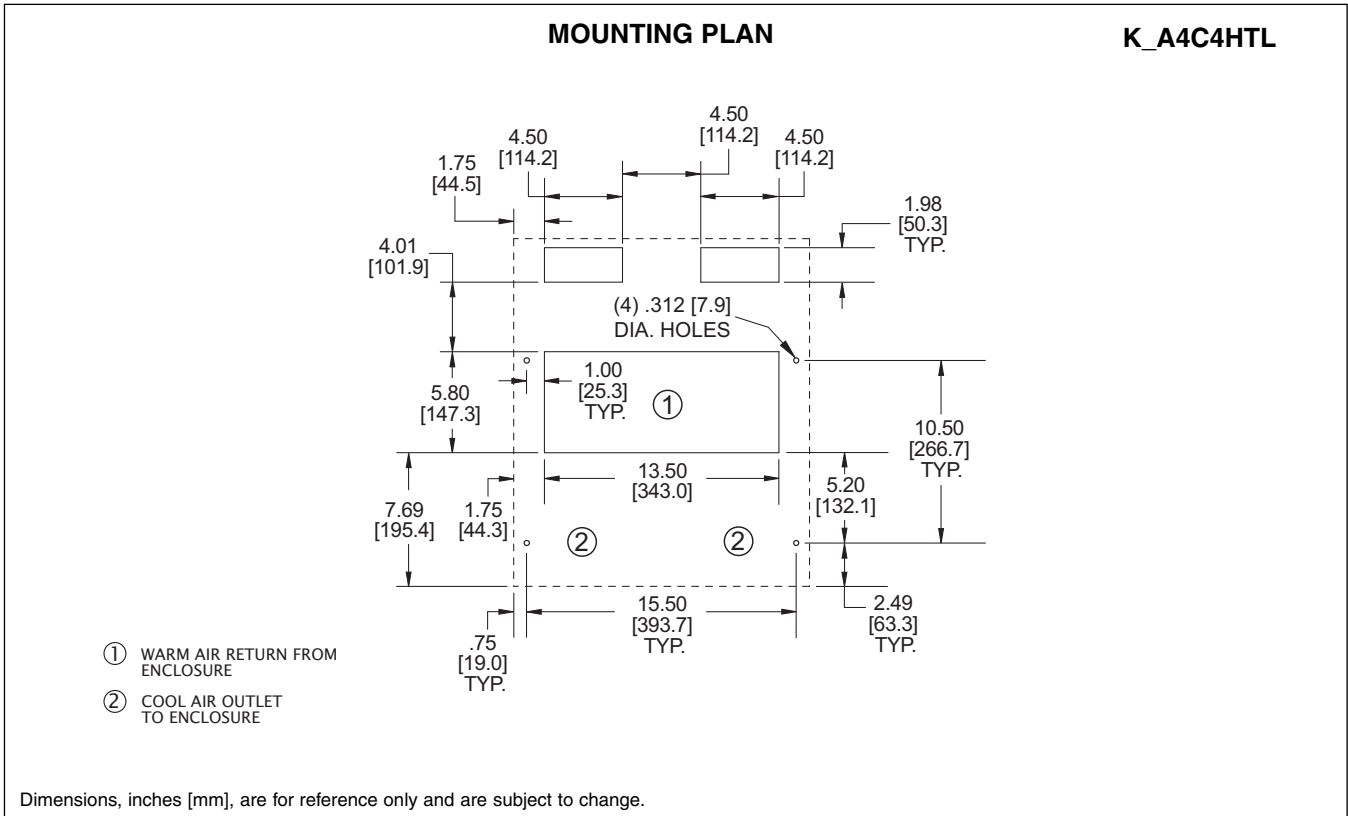 MOUNTING PLAN
K_A4C4HTL
4.50
[114.2]
4.50
[114.2]
4.50
[114.2]
1.75
[44.5]
1.98
[50.3]
TYP.
4.01
[101.9]
(4) .312 [7.9]
DIA. HOLES
1.00
[25.3]
TYP.
1
5.80
[147.3]
10.50
[266.7]
TYP.
13.50
[343.0]
5.20
[132.1]
7.69
[195.4]
1.75
[44.3]
2
2
15.50
[393.7]
TYP.
2.49
[63.3]
TYP.
.75
[19.0]
TYP.
1 WARM AIR RETURN FROM
ENCLOSURE
2 COOL AIR OUTLET
TO ENCLOSURE
Dimensions, inches [mm], are for reference only and are subject to change.